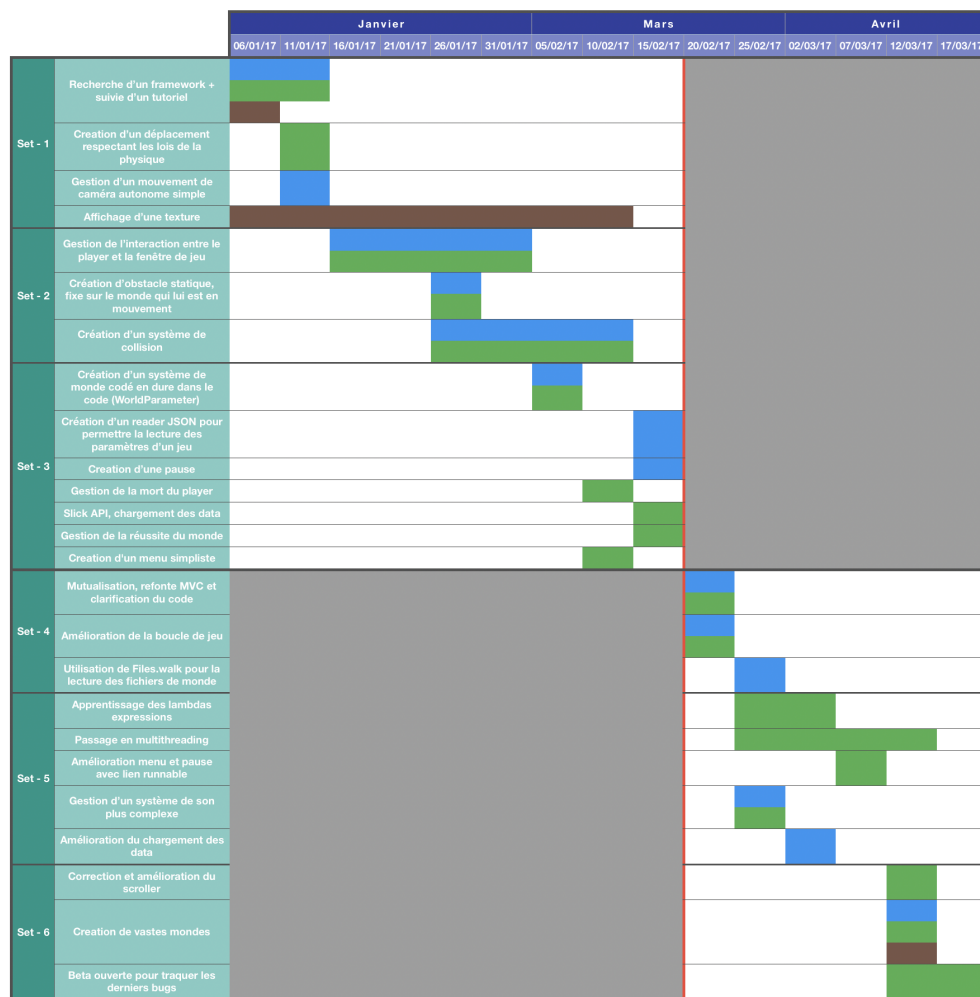 Janvier Mars Avril
06/01/17 11/01/17 16/01/17 21/01/17 26/01/17 31/01/17 05/02/17 10/02/17 15/02/17 20/02/17 25/02/17 02/03/17 07/03/17 12/03/17 17/03/17
Set - 1
Recherche d'un framework +
suivie d'un tutoriel
Creation d'un déplacement
respectant les lois de la
physique
Gestion d'un mouvement de
caméra autonome simple
Affichage d'une texture
Set - 2
Gestion de l'interaction entre le
player et la fenêtre de jeu
Création d'obstacle statique,
fixe sur le monde qui lui est en
mouvement
Création d'un système de
collision
Set - 3
Création d'un système de
monde codé en dure dans le
code (WorldParameter)
Création d'un reader JSON pour
permettre la lecture des
paramètres d'un jeu
Creation d'une pause
Gestion de la mort du player
Slick API, chargement des data
Gestion de la réussite du monde
Creation d'un menu simpliste
Set - 4
Mutualisation, refonte MVC et
clarification du code
Amélioration de la boucle de jeu
Utilisation de Files.walk pour la
lecture des fichiers de monde
Set - 5
Apprentissage des lambdas
expressions
Passage en multithreading
Amélioration menu et pause
avec lien runnable
Gestion d'un système de son
plus complexe
Amélioration du chargement des
data
Set - 6
Correction et amélioration du
scroller
Creation de vastes mondes
Beta ouverte pour traquer les
derniers bugs